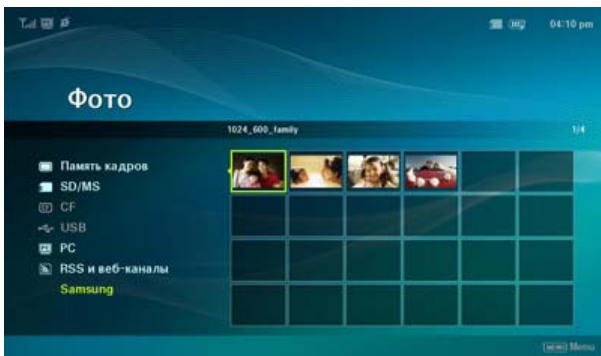 04:10 pm
Фото
1024_600_family 1/4
Память кадров
SD/MS
CF
USB
PC
RSS и веб-каналы
Samsung
MENU Menu